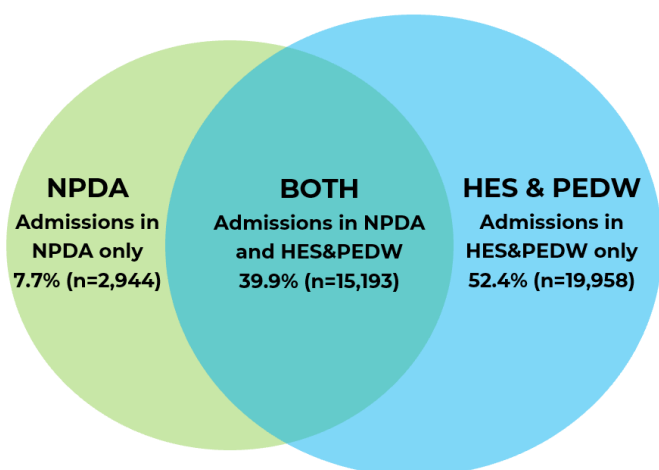 NPDA
Admissions in
NPDA only
7.7% (n=2,944)
BOTH
Admissions in NPDA
and HES&PEDW
39.9% (n=15,193)
HES & PEDW
Admissions in
HES&PEDW only
52.4% (n=19,958)